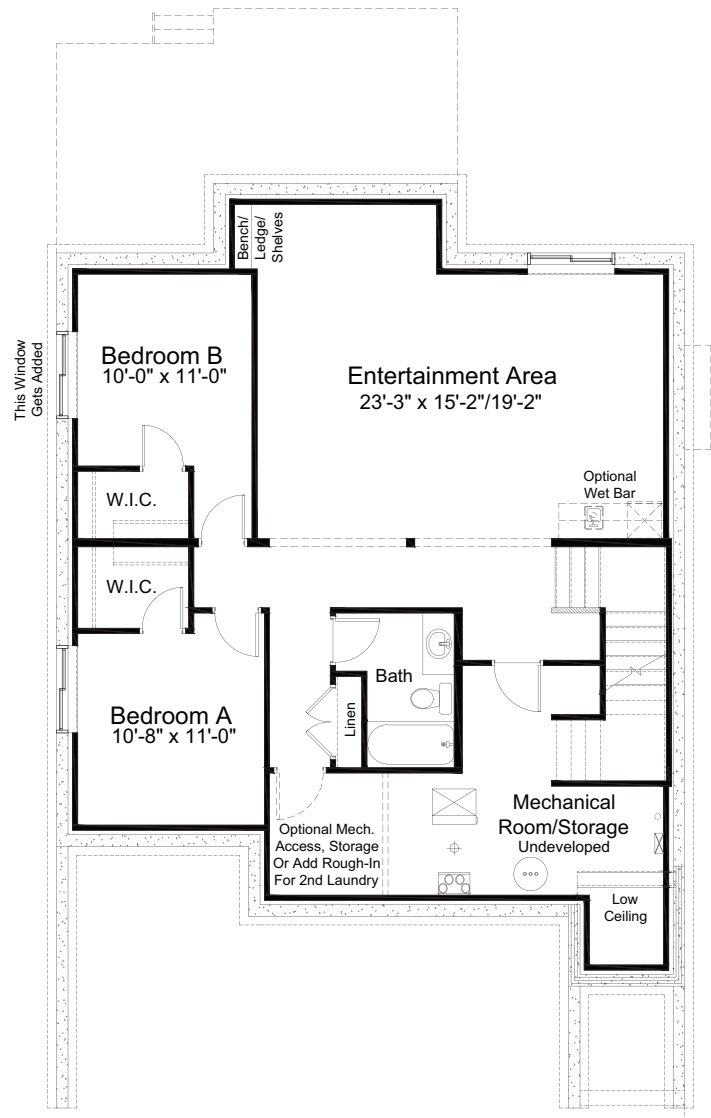 Bench/
Ledge/
Shelves
This Window
Gets Added
Bedroom B
10'-0" x 11'-0"
Entertainment Area
23'-3" x 15'-2"/19'-2"
Optional
Wet Bar
W.I.C.
W.I.C.
Bath
Linen
Bedroom A
10'-8" x 11'-0"
Mechanical
Room/Storage
Undeveloped
Optional Mech.
Access, Storage
Or Add Rough-In
For 2nd Laundry
Low
Ceiling